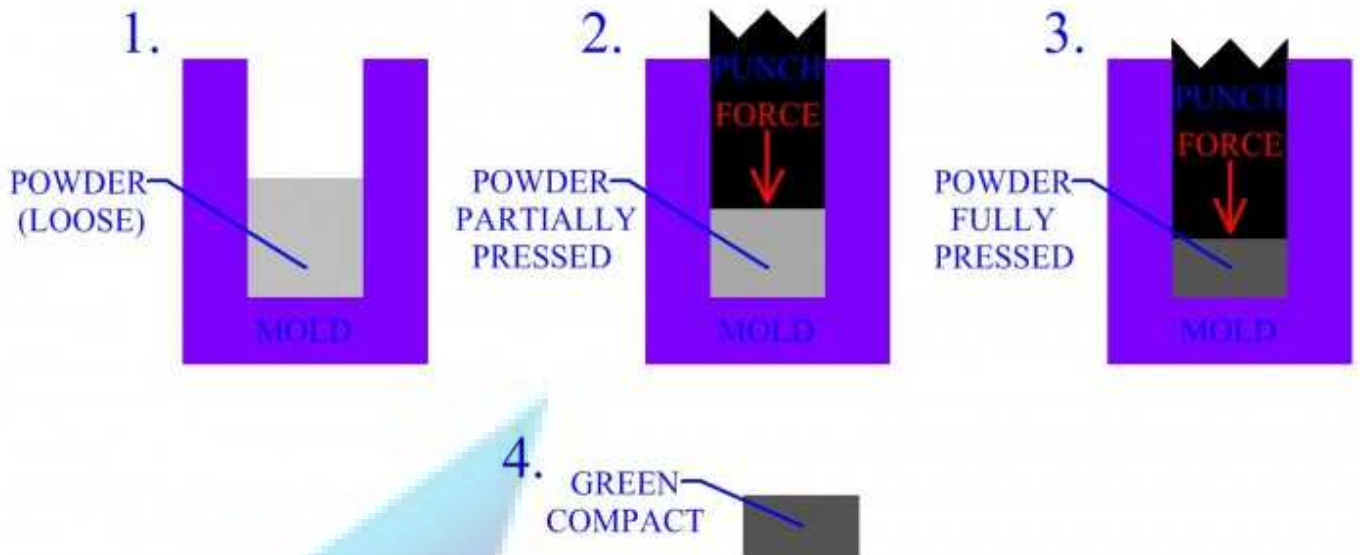 1.
POWDER
(LOOSE)
MOLD
2.
PUNCH
FORCE
POWDER
PARTIALLY
PRESSED
MOLD
3.
PUNCH
FORCE
POWDER
FULLY
PRESSED
MOLD
4.
GREEN
COMPACT